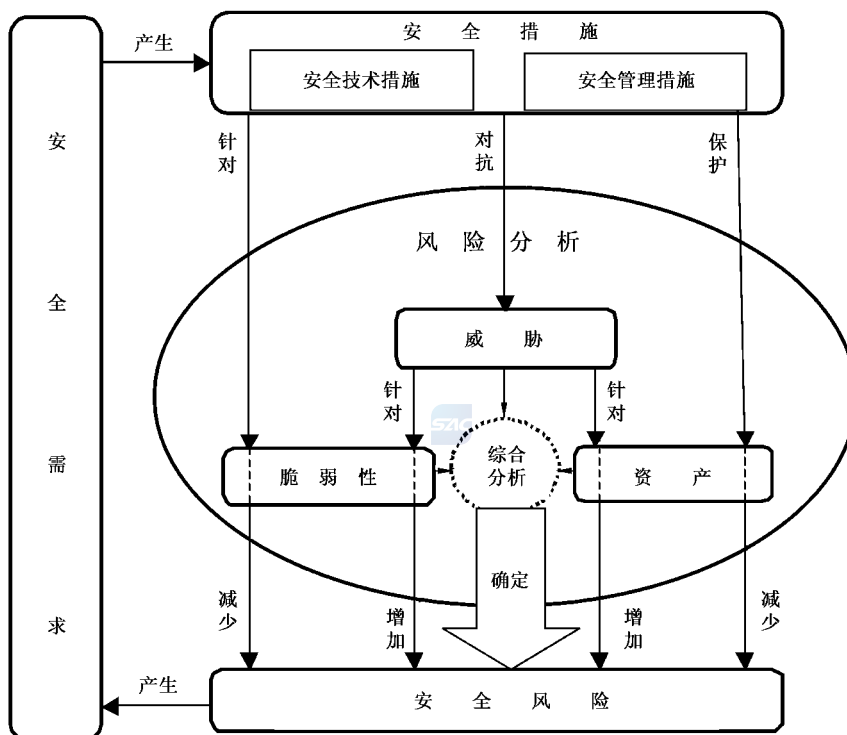 产生
安全措施
安全技术措施
安全管理措施
针对
对抗
保护
风险分析
威胁
针对
针对
SAC
脆弱性
综合
分析
资产
确定
减少
增加
增加
减少
产生
安全风险
安全需求